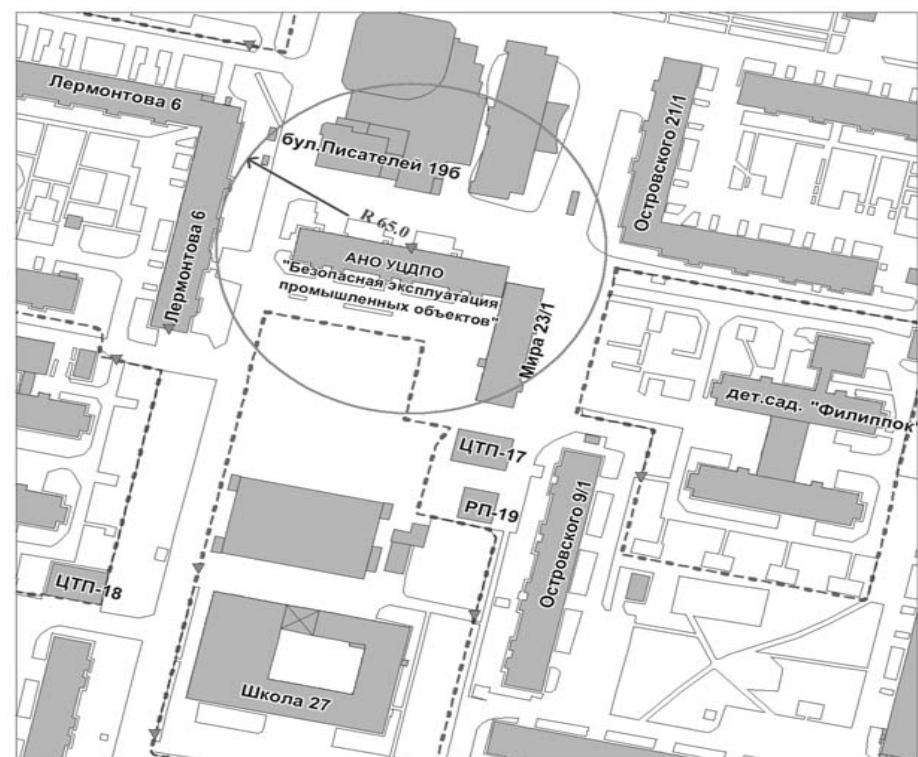 Лермонтова 6
бул.Писателей 19б
Островского 21/1
R 65.0
Лермонтова 6
АНО УЦДПО
"Безопасная эксплуатация
промышленных объектов"
Мира 23/1
дет.сад. "Филиппок"
ЦТП-17
РП-19
Островского 9/1
ЦТП-18
Школа 27